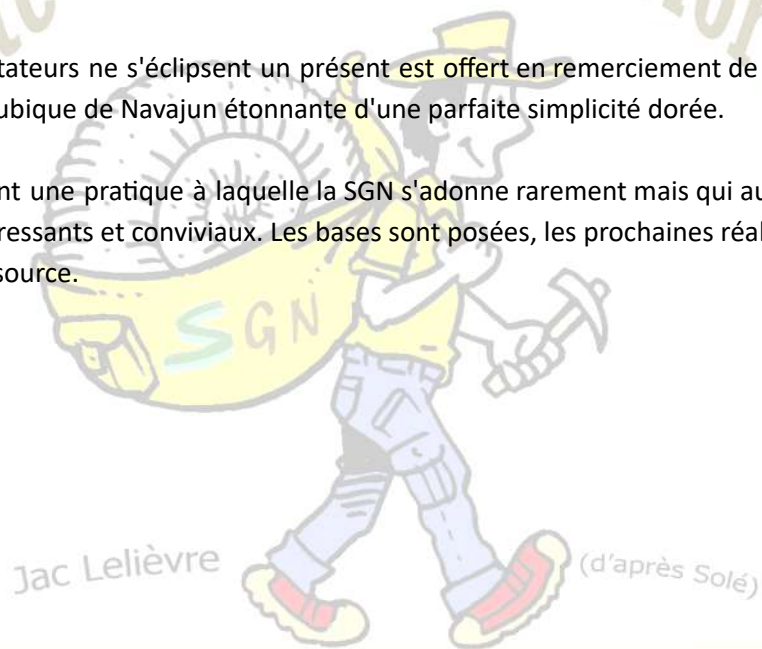 tateurs ne s'éclipsent un présent est offert en remerciement de
ubique de Navajun étonnante d'une parfaite simplicité dorée.
nt une pratique à laquelle la SGN s'adonne rarement mais qui au
ressants et conviviaux. Les bases sont posées, les prochaines réal
source.
SGN
Jac Lelièvre
(d'après Solé)